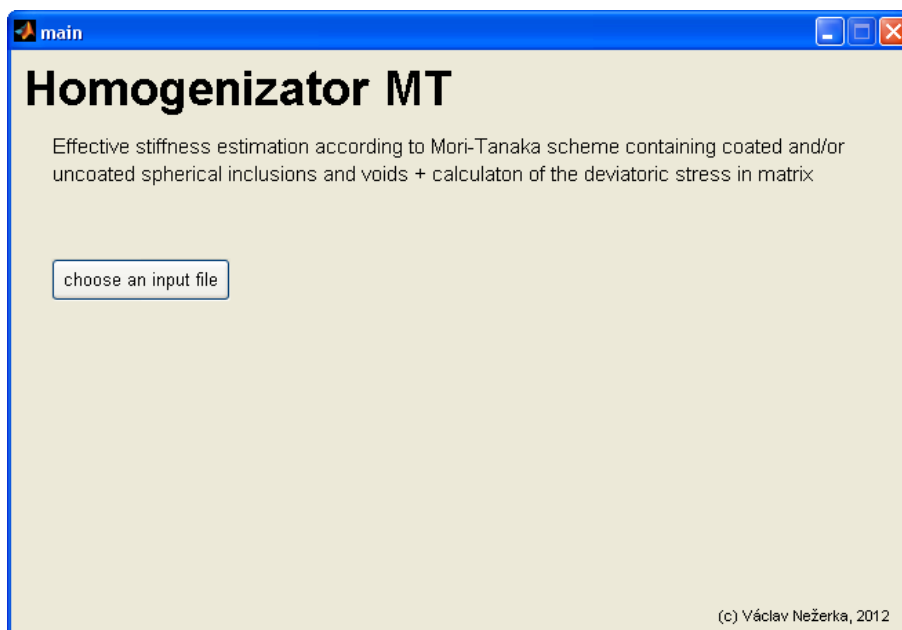 main
Homogenizator MT
Effective stiffness estimation according to Mori-Tanaka scheme containing coated and/or
uncoated spherical inclusions and voids + calculaton of the deviatoric stress in matrix
choose an input file
(c) Václav Nežerka, 2012